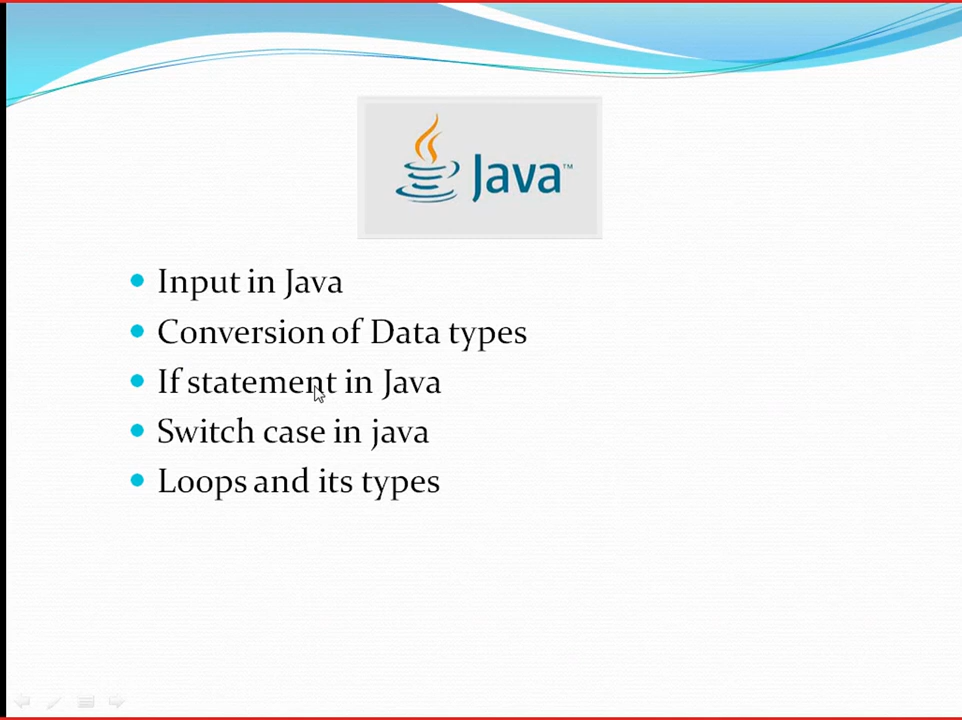 Java™
Input in Java
Conversion of Data types
If statement in Java
Switch case in java
Loops and its types